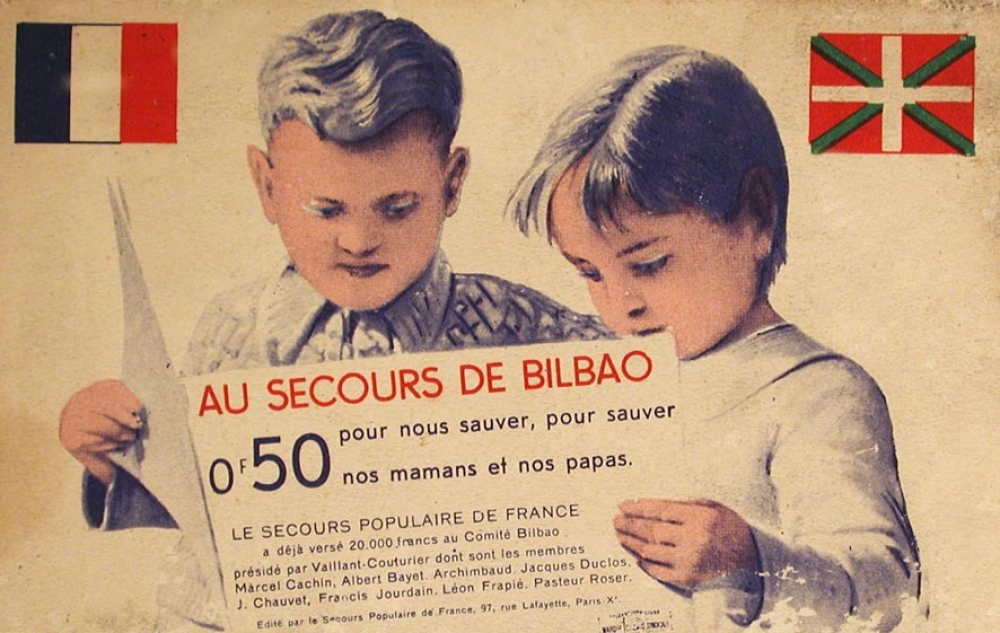 AU SECOURS DE BILBAO
0F50 pour nous sauver, pour sauver
nos mamans et nos papas.
LE SECOURS POPULAIRE DE FRANCE
a déjà versé 20.000 francs au Comité Bilbao
présidé par Vaillant-Couturier dont sont les membres
Marcel Cachin, Albert Bayet. Archimbaud. Jacques Duclos.
J. Chauvet, Francis Jourdain. Léon Frapié. Pasteur Roser.
Edité par le Secours Populaire de France, 97, rue Lafayette, Paris Xe